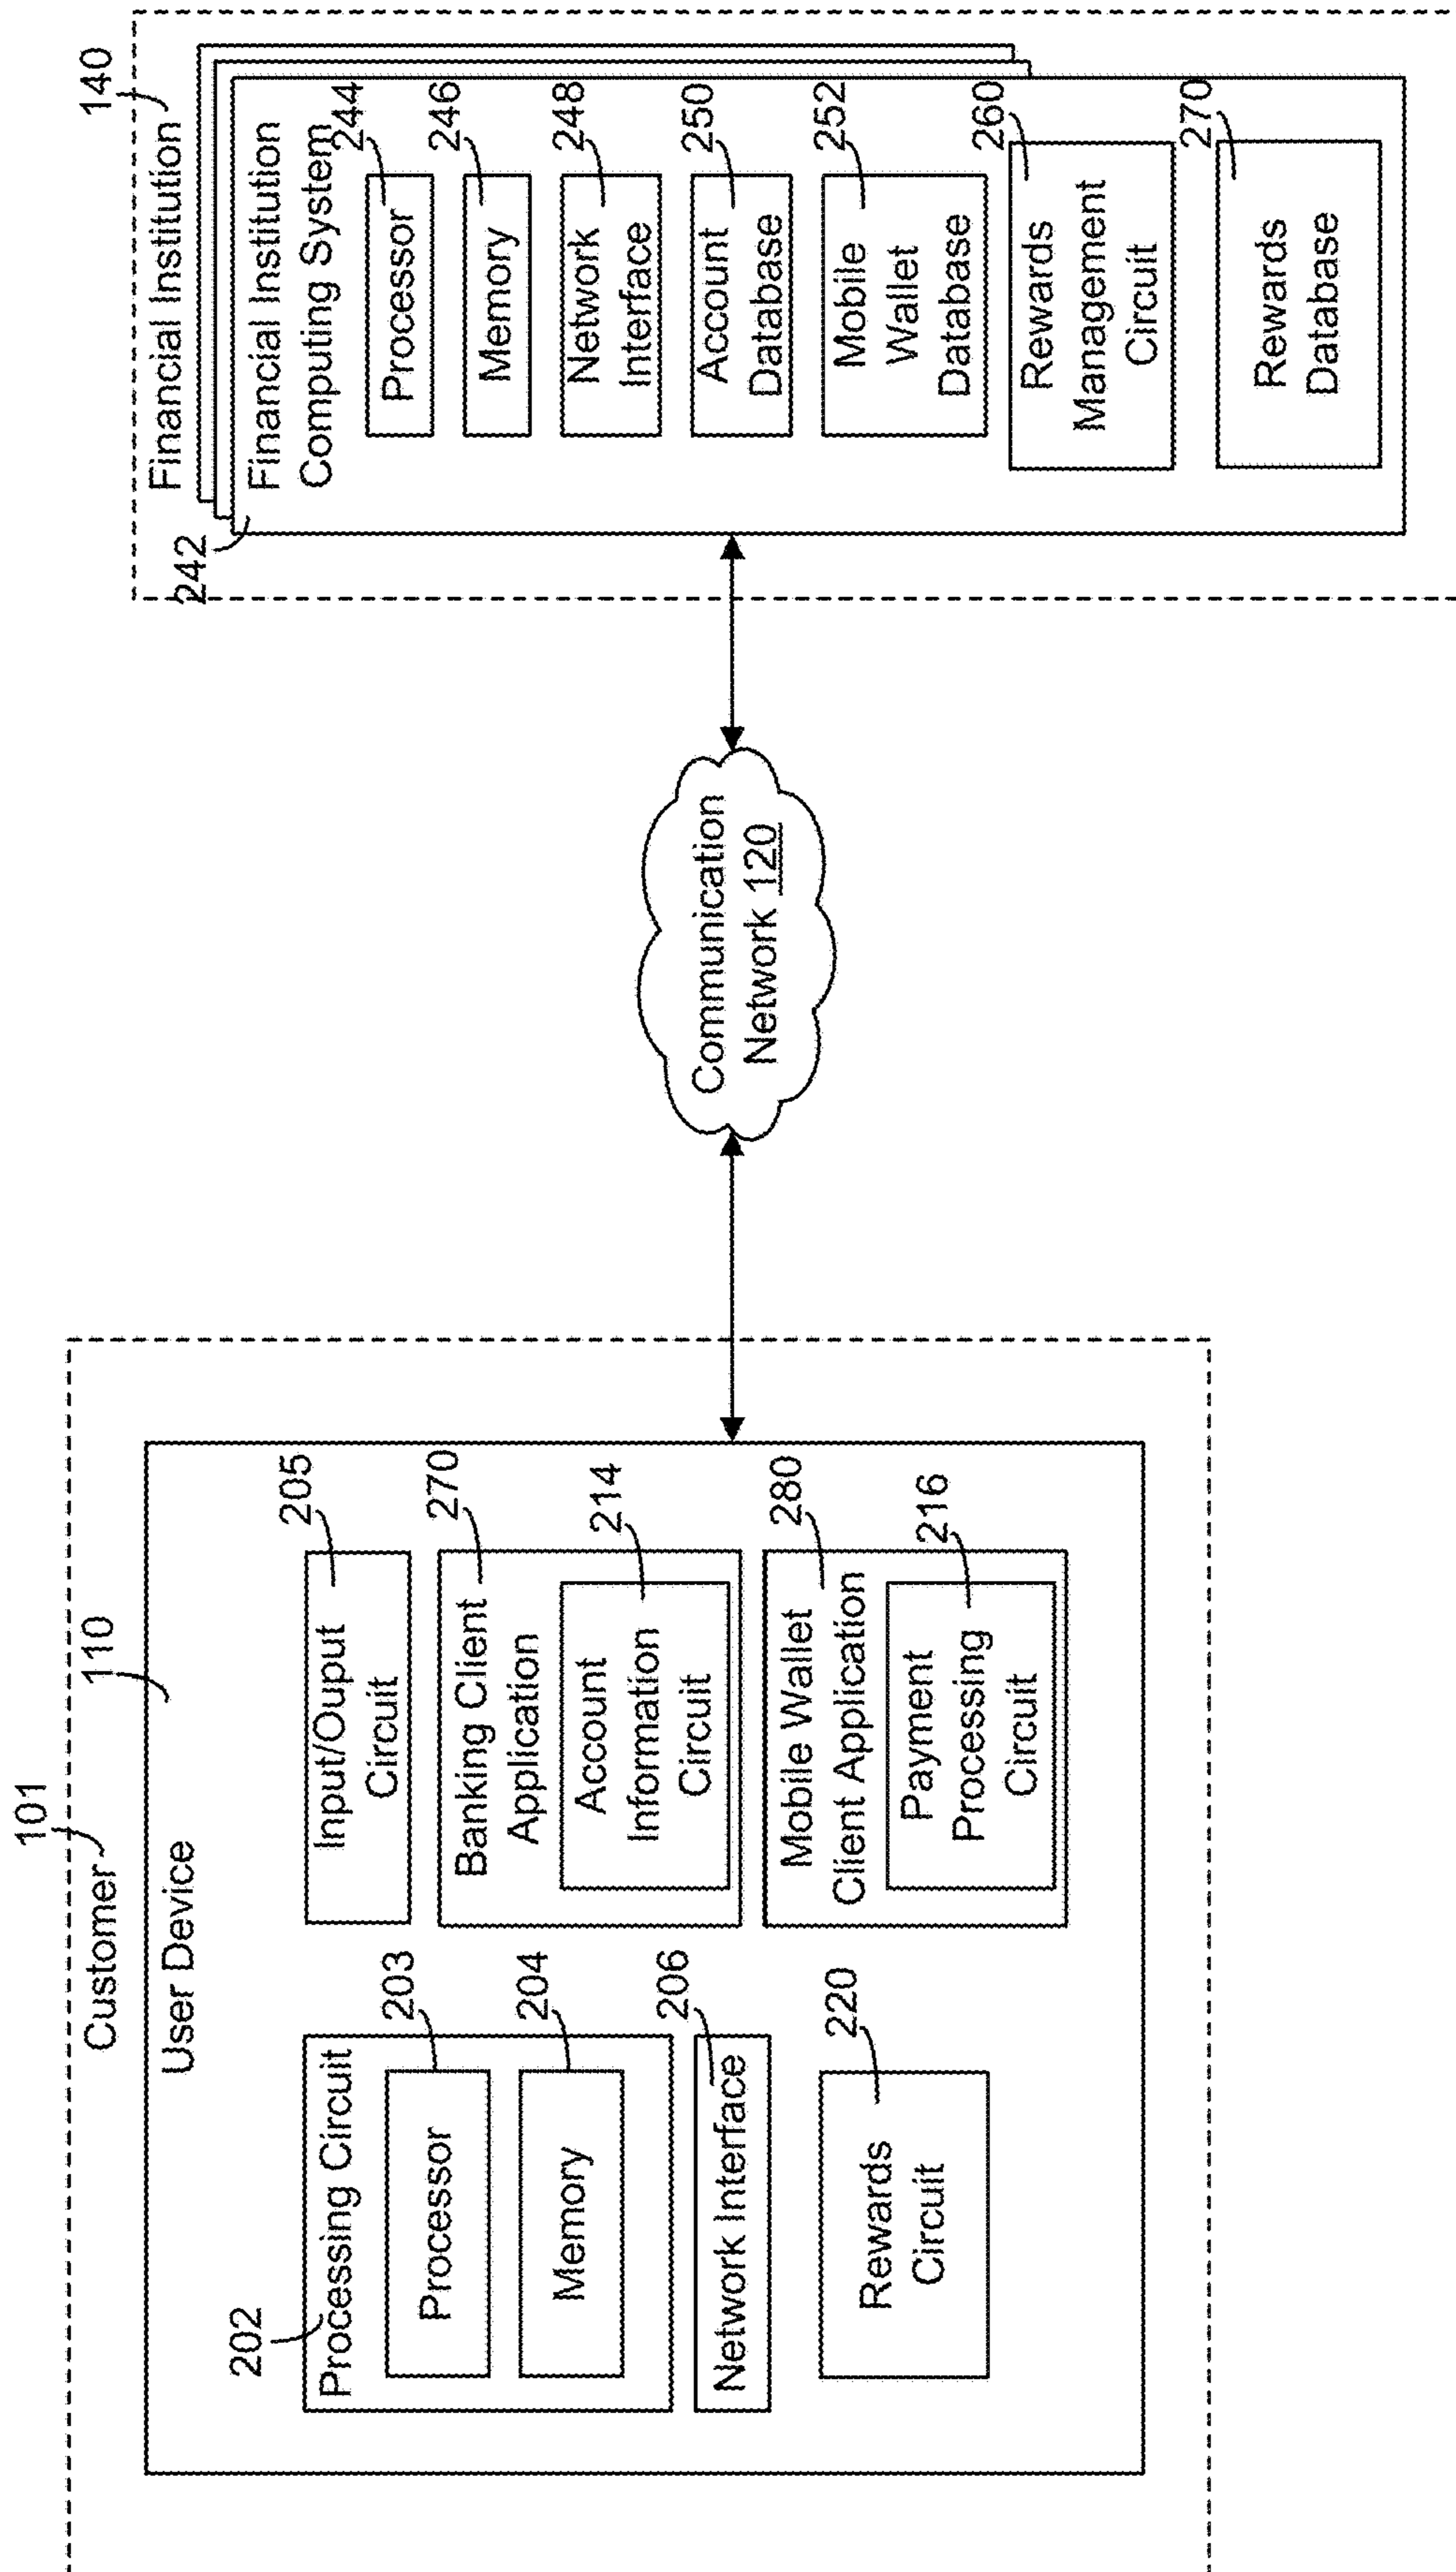 101
Customer
110
User Device
202
Processing Circuit
203
Processor
204
Memory
206
Network Interface
220
Rewards
Circuit
205
Input/Ouput
Circuit
270
Banking Client
Application
214
Account
Information
Circuit
280
Mobile Wallet
Client Application
216
Payment
Processing
Circuit
Communication
Network 120
140
Financial Institution
242
Financial Institution
Computing System
244
Processor
246
Memory
248
Network
Interface
250
Account
Database
252
Mobile
Wallet
Database
260
Rewards
Management
Circuit
270
Rewards
Database